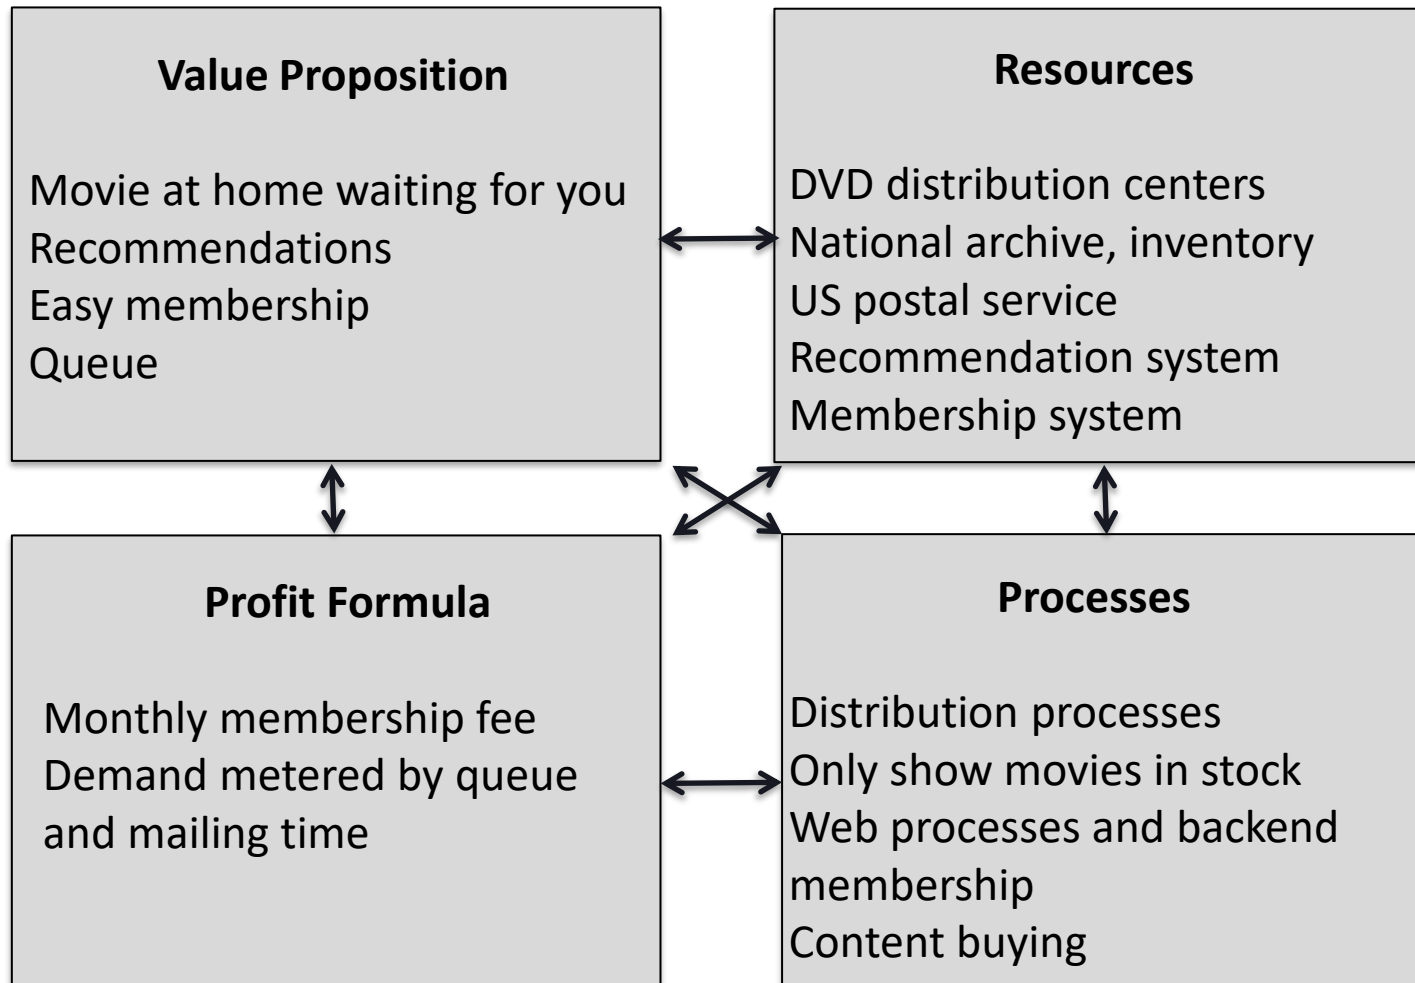 Value Proposition
Movie at home waiting for you
Recommendations
Easy membership
Queue
Resources
DVD distribution centers
National archive, inventory
US postal service
Recommendation system
Membership system
Profit Formula
Monthly membership fee
Demand metered by queue
and mailing time
Processes
Distribution processes
Only show movies in stock
Web processes and backend
membership
Content buying